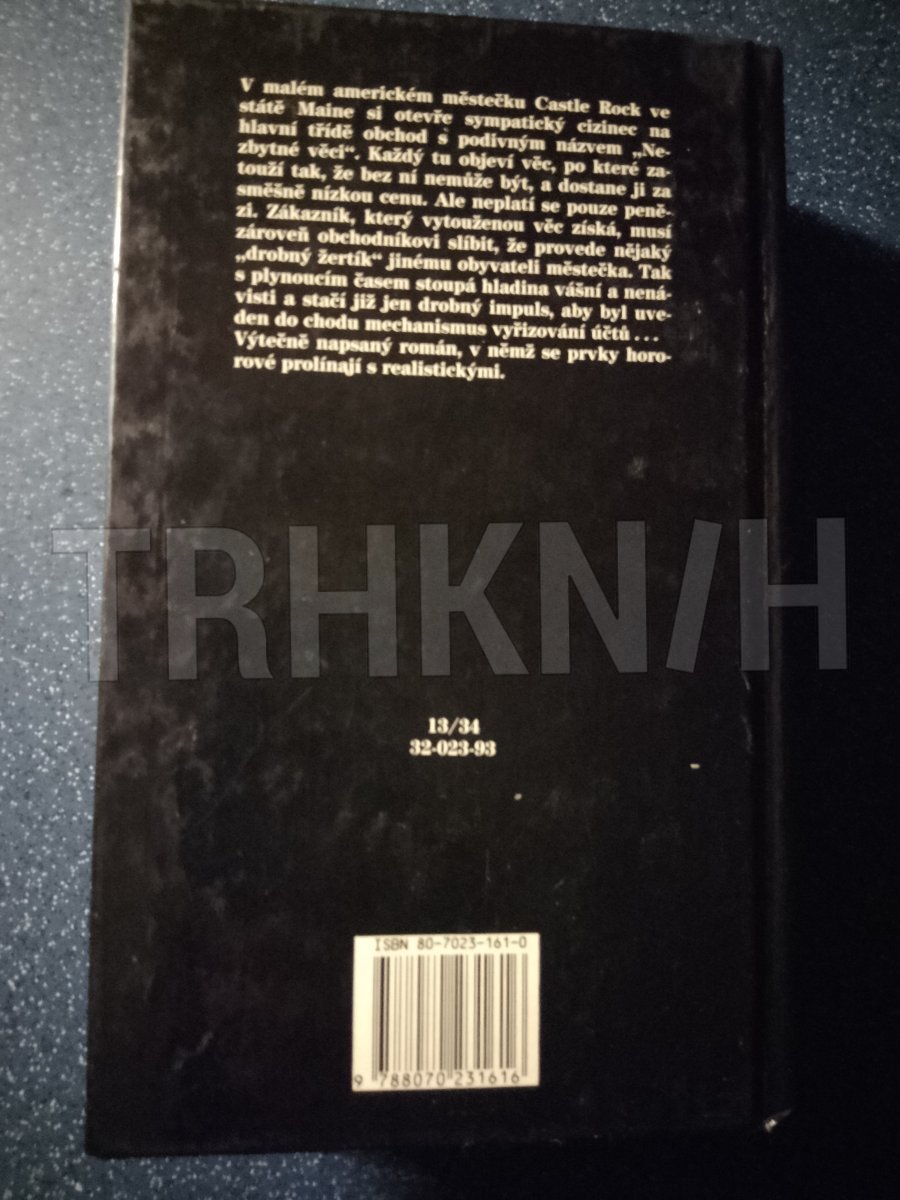 V malém americkém městečku Castle Rock ve
státě Maine si otevře sympatický cizinec na
hlavní třídě obchod s podivným názvem „Ne-
zbytné věci“. Každý tu objeví věc, po které za-
touží tak, že bez ní nemůže být, a dostane ji za
směšně nízkou cenu. Ale neplatí se pouze peně-
zi. Zákazník, který vytouženou věc získá, musí
zároveň obchodníkovi slíbit, že provede nějaký
„drobný žertík“ jinému obyvateli městečka. Tak
s plynoucím časem stoupá hladina vášní a nená-
visti a stačí již jen drobný impuls, aby byl uve-
den do chodu mechanismus vyřizování účtů...
Výtečně napsaný román, v němž se prvky horo-
rové prolínají s realistickými.
TRHKN/H
13/34
32-023-93
ISBN 80-7023-161-0
9 788070 231616